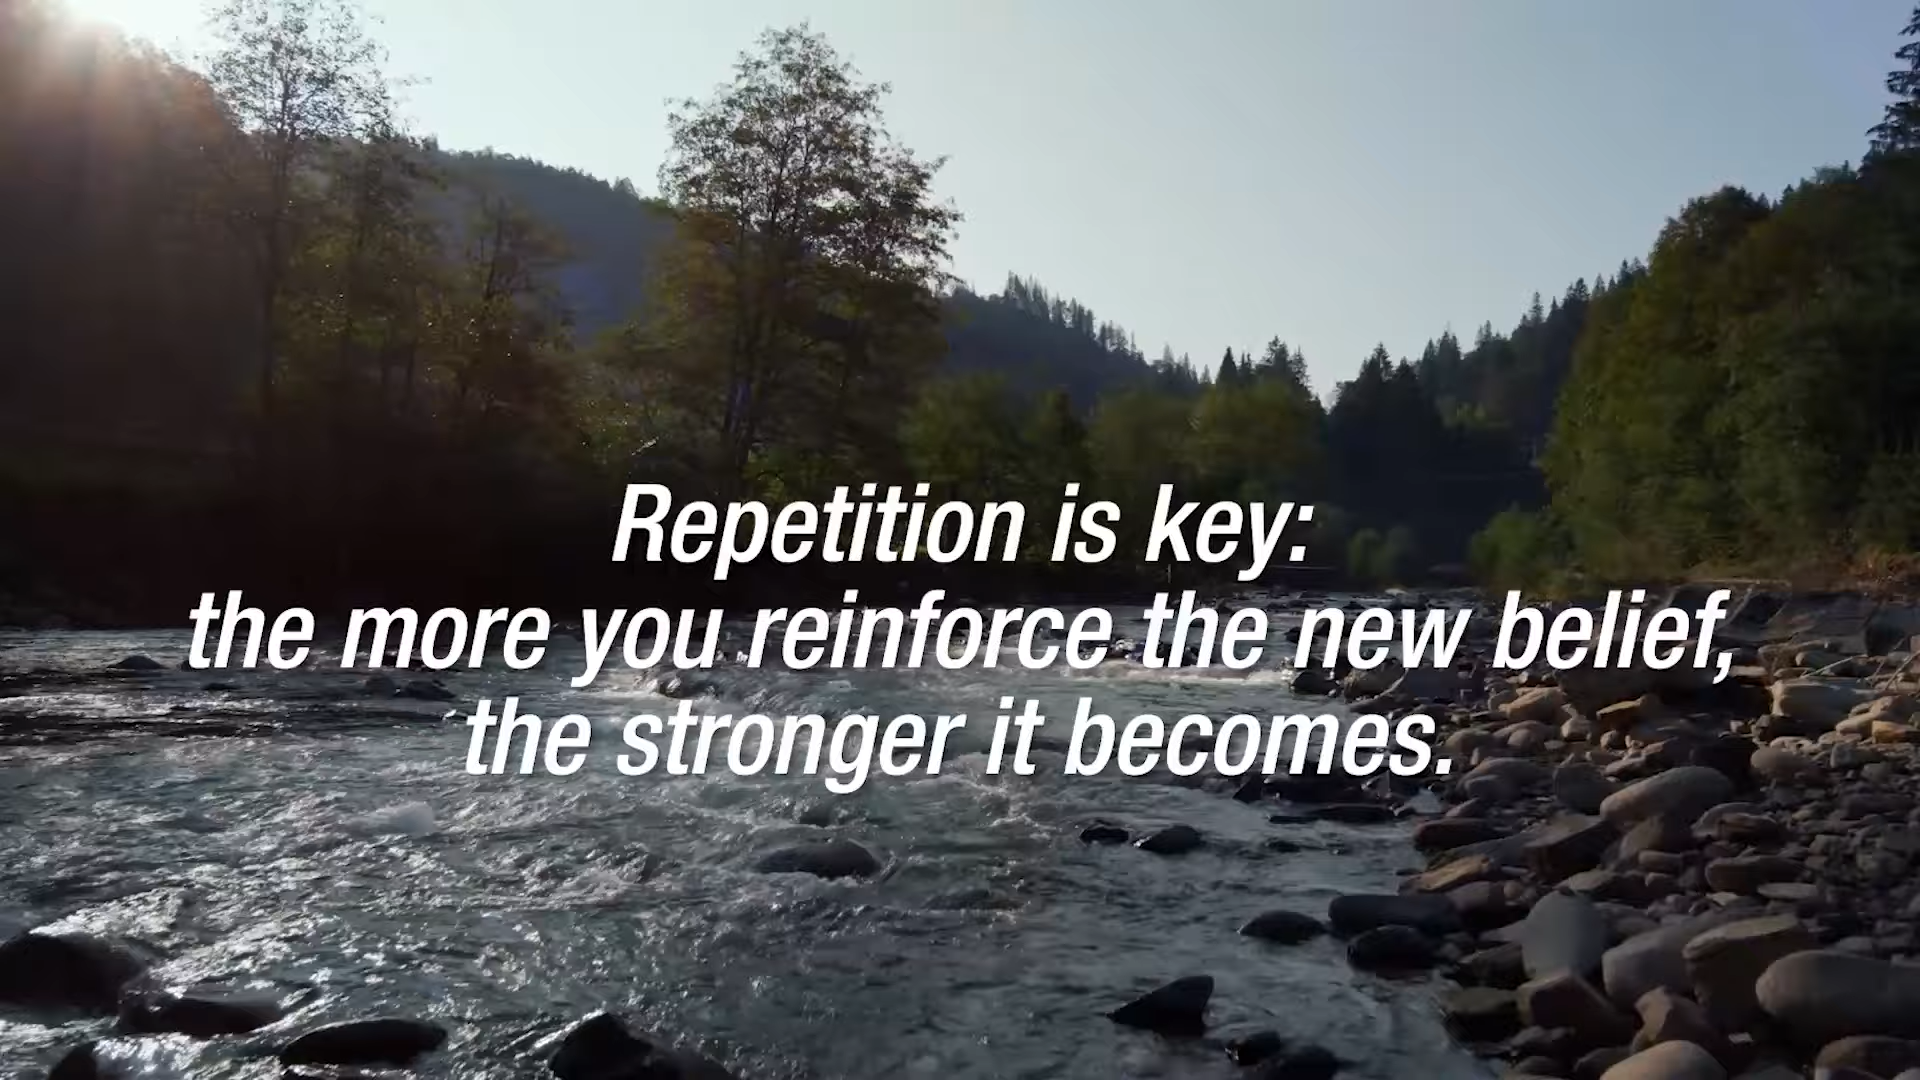 Repetition is key:
the more you reinforce the new belief,
the stronger it becomes.